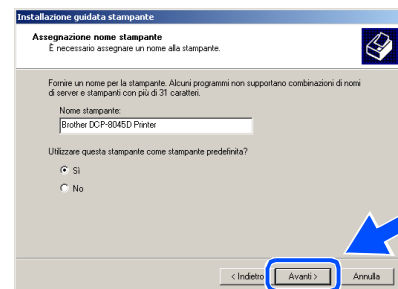 Installazione guidata stampante
Assegnazione nome stampante
È necessario assegnare un nome alla stampante.
Fornire un nome per la stampante. Alcuni programmi non supportano combinazioni di nomi
di server e stampanti con più di 31 caratteri.
Nome stampante:
Brother DCP-8045D Printer
Utilizzare questa stampante come stampante predefinita?
Sì
No
< Indietro
Avanti >
Annulla